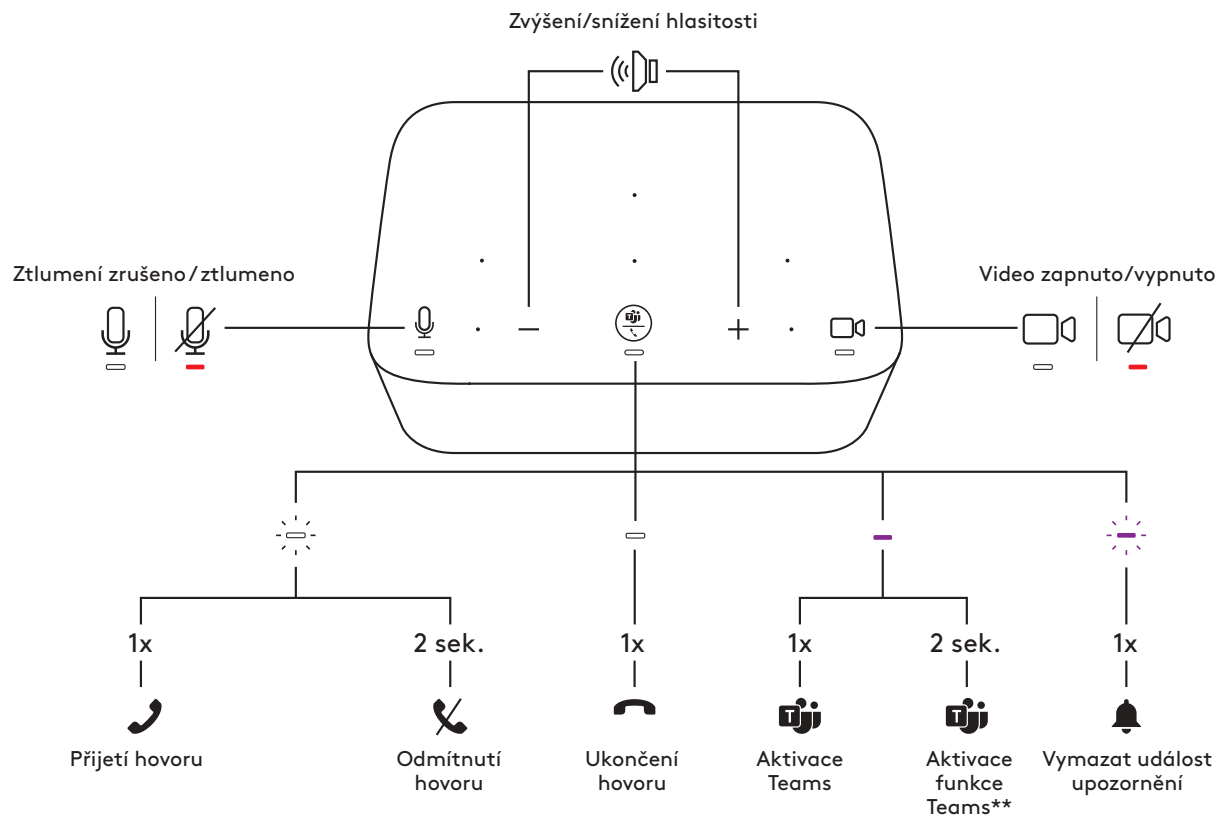 Zvýšení/snížení hlasitosti
Ztlumení zrušeno / ztlumeno
Video zapnuto/vypnuto
1x
2 sek.
1x
1x
2 sek.
1x
Přijetí hovoru
Odmítnutí
hovoru
Ukončení
hovoru
Aktivace
Teams
Aktivace
funkce
Teams**
Vymazat událost
upozornění